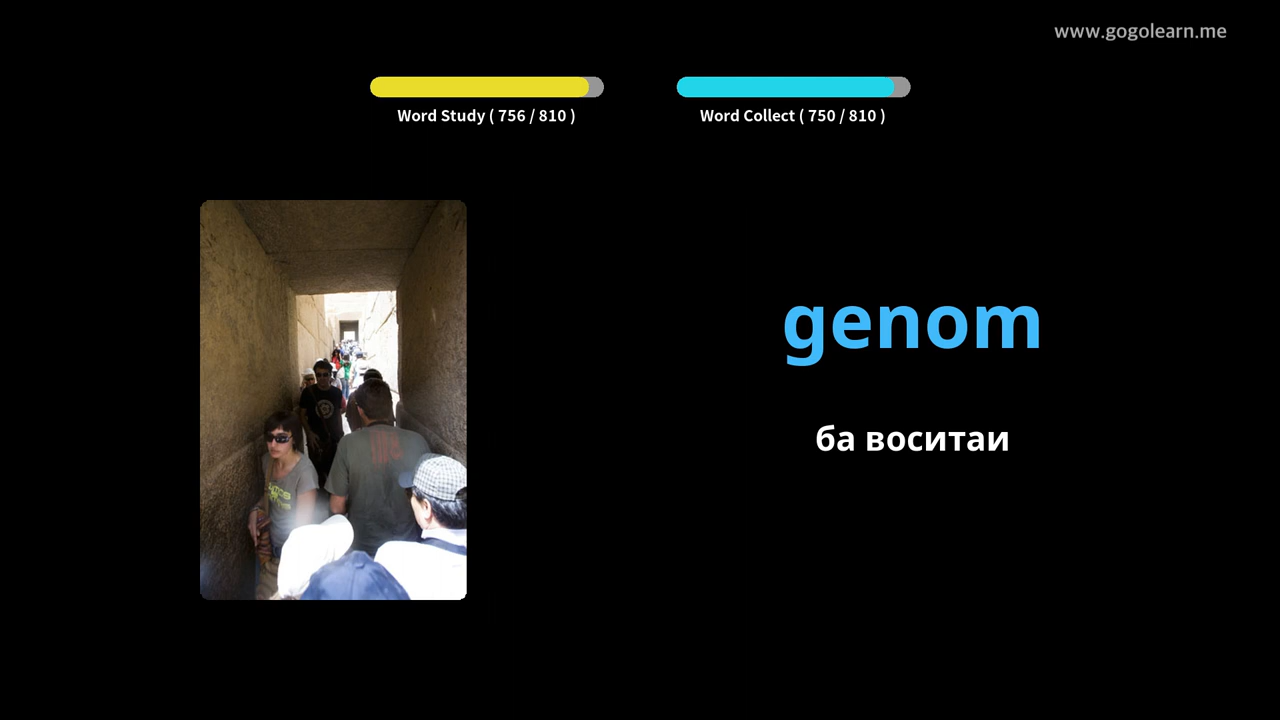 www.gogolearn.me
Word Study ( 756 / 810 )
Word Collect ( 750 / 810 )
genom
ба воситаи